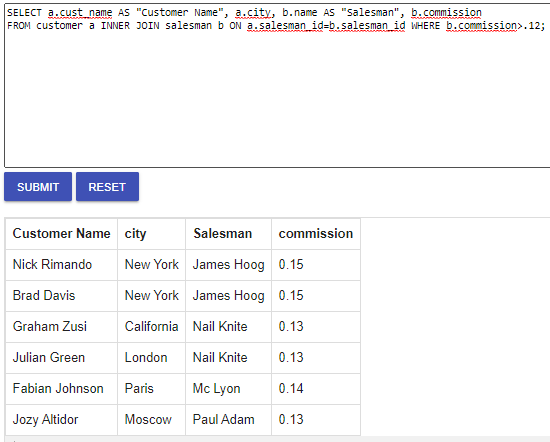 SELECT a.cust_name AS "Customer Name", a.city, b.name AS "Salesman", b.commission
FROM customer a INNER JOIN salesman b ON a.salesman_id=b.salesman_id WHERE b.commission>.12;
SUBMIT RESET
Customer Name city Salesman commission
Nick Rimando New York James Hoog 0.15
Brad Davis New York James Hoog 0.15
Graham Zusi California Nail Knite 0.13
Julian Green London Nail Knite 0.13
Fabian Johnson Paris Mc Lyon 0.14
Jozy Altidor Moscow Paul Adam 0.13